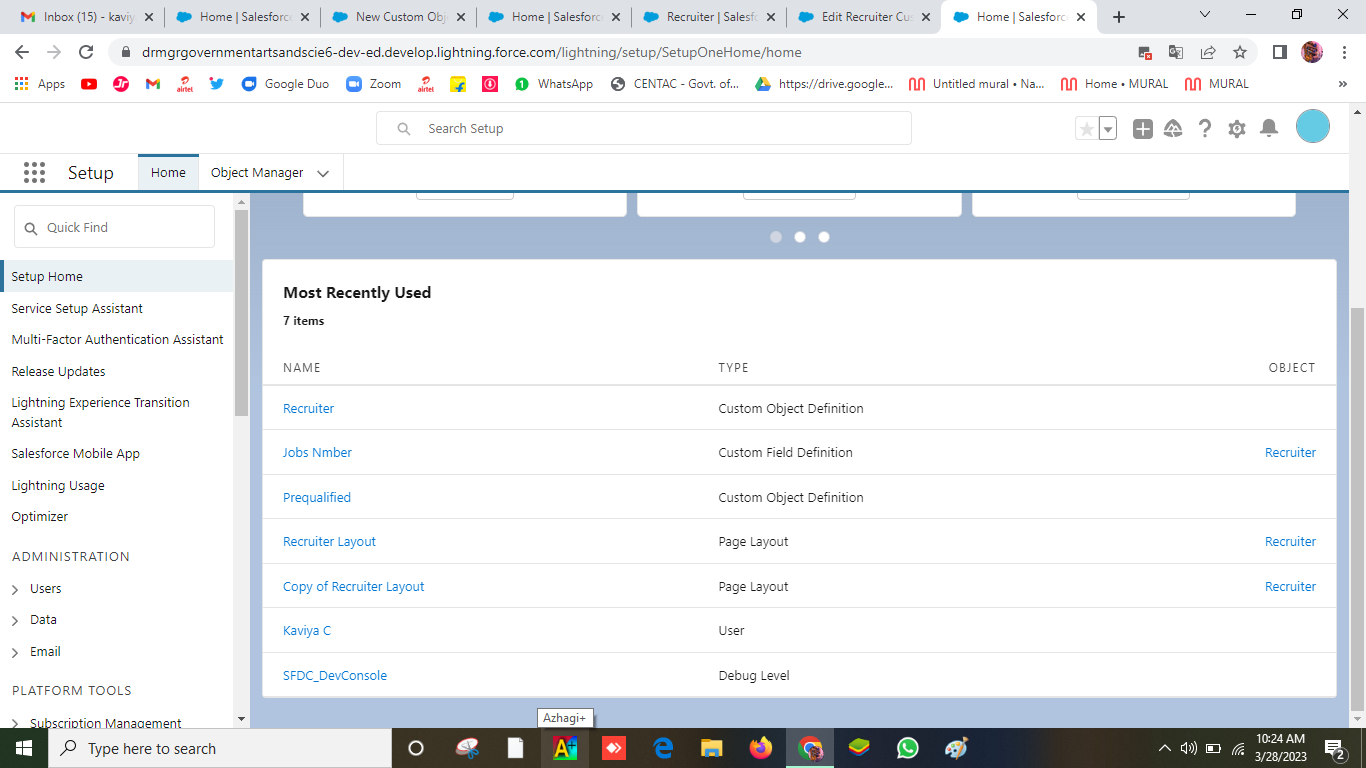 Inbox (15) - kaviy
Home | Salesforc
New Custom Obj
Home | Salesforc
Recruiter | Salesf
Edit Recruiter Cus
Home | Salesforc
drmgrgovernmentartsandscie6-dev-ed.develop.lightning.force.com/lightning/setup/SetupOneHome/home
Apps
airtel
Google Duo
Zoom
airtel
WhatsApp
CENTAC - Govt. of...
https://drive.google...
Untitled mural • Na...
Home • MURAL
MURAL
»
Search Setup
Setup
Home
Object Manager
Quick Find
Setup Home
Service Setup Assistant
Multi-Factor Authentication Assistant
Release Updates
Lightning Experience Transition
Assistant
Salesforce Mobile App
Lightning Usage
Optimizer
ADMINISTRATION
Users
Data
Email
PLATFORM TOOLS
Subscription Management
Most Recently Used
7 items
NAME TYPE OBJECT
Recruiter Custom Object Definition
Jobs Nmber Custom Field Definition Recruiter
Prequalified Custom Object Definition
Recruiter Layout Page Layout Recruiter
Copy of Recruiter Layout Page Layout Recruiter
Kaviya C User
SFDC_DevConsole Debug Level
Azhagi+
Type here to search
10:24 AM
3/28/2023
2